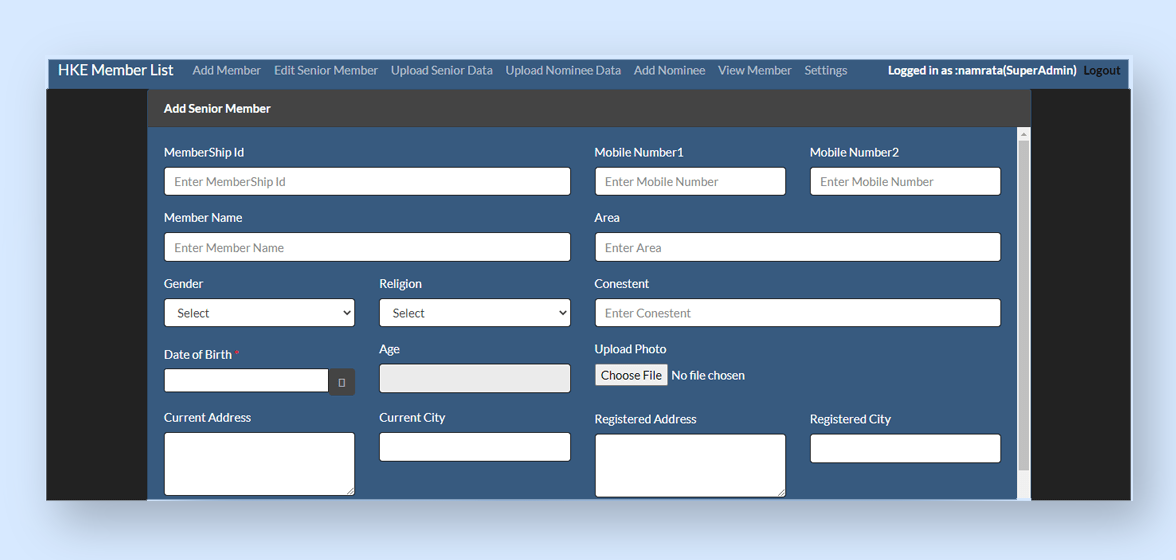 HKE Member List Add Member Edit Senior Member Upload Senior Data Upload Nominee Data Add Nominee View Member Settings Logged in as :namrata(SuperAdmin) Logout
Add Senior Member
MemberShip Id Mobile Number1 Mobile Number2
Enter MemberShip Id Enter Mobile Number Enter Mobile Number
Member Name Area
Enter Member Name Enter Area
Gender Religion Conestent
Select Select Enter Conestent
Date of Birth * Age Upload Photo
Choose File No file chosen
Current Address Current City Registered Address Registered City